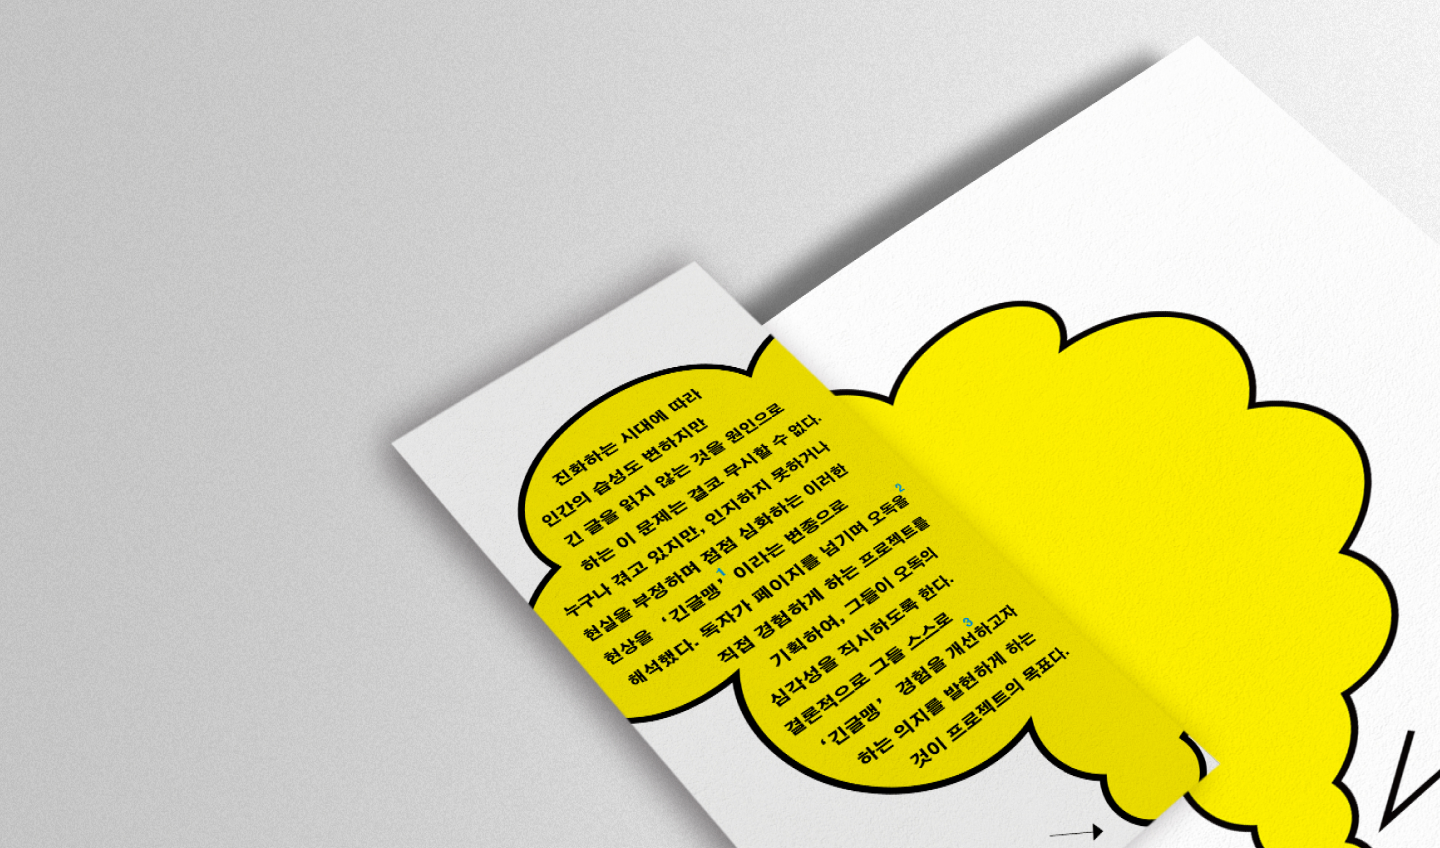 진화하는 시대에 따라
인간의 습성도 변하지만
긴 글을 읽지 않는 것을 원인으로
하는 이 문제는 결코 무시할 수 없다.
누구나 겪고 있지만, 인지하지 못하거나
현실을 부정하며 점점 심화하는 이러한
현상을 ‘긴글맹’¹ 이라는 변종으로
해석했다. 독자가 페이지를 넘기며 오독을²
직접 경험하게 하는 프로젝트를
기획하여, 그들이 오독의
심각성을 직시하도록 한다.
결론적으로 그들 스스로
‘긴글맹’ 경험을 개선하고자³
하는 의지를 발현하게 하는
것이 프로젝트의 목표다.